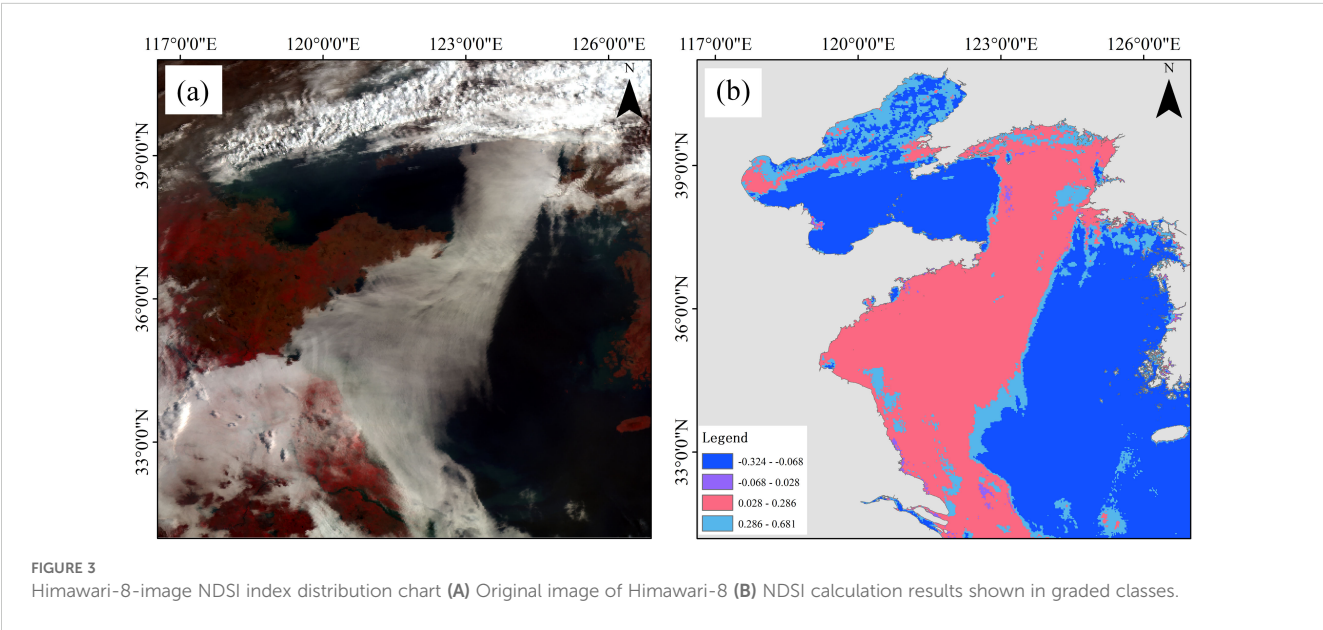 117°0'0"E 120°0'0"E 123°0'0"E 126°0'0"E 117°0'0"E 120°0'0"E 123°0'0"E 126°0'0"E
(a) N (b) N
39°0'0"N 39°0'0"N
36°0'0"N 36°0'0"N
33°0'0"N 33°0'0"N
Legend
-0.324 - -0.068
-0.068 - 0.028
0.028 - 0.286
0.286 - 0.681
FIGURE 3
Himawari-8-image NDSI index distribution chart (A) Original image of Himawari-8 (B) NDSI calculation results shown in graded classes.